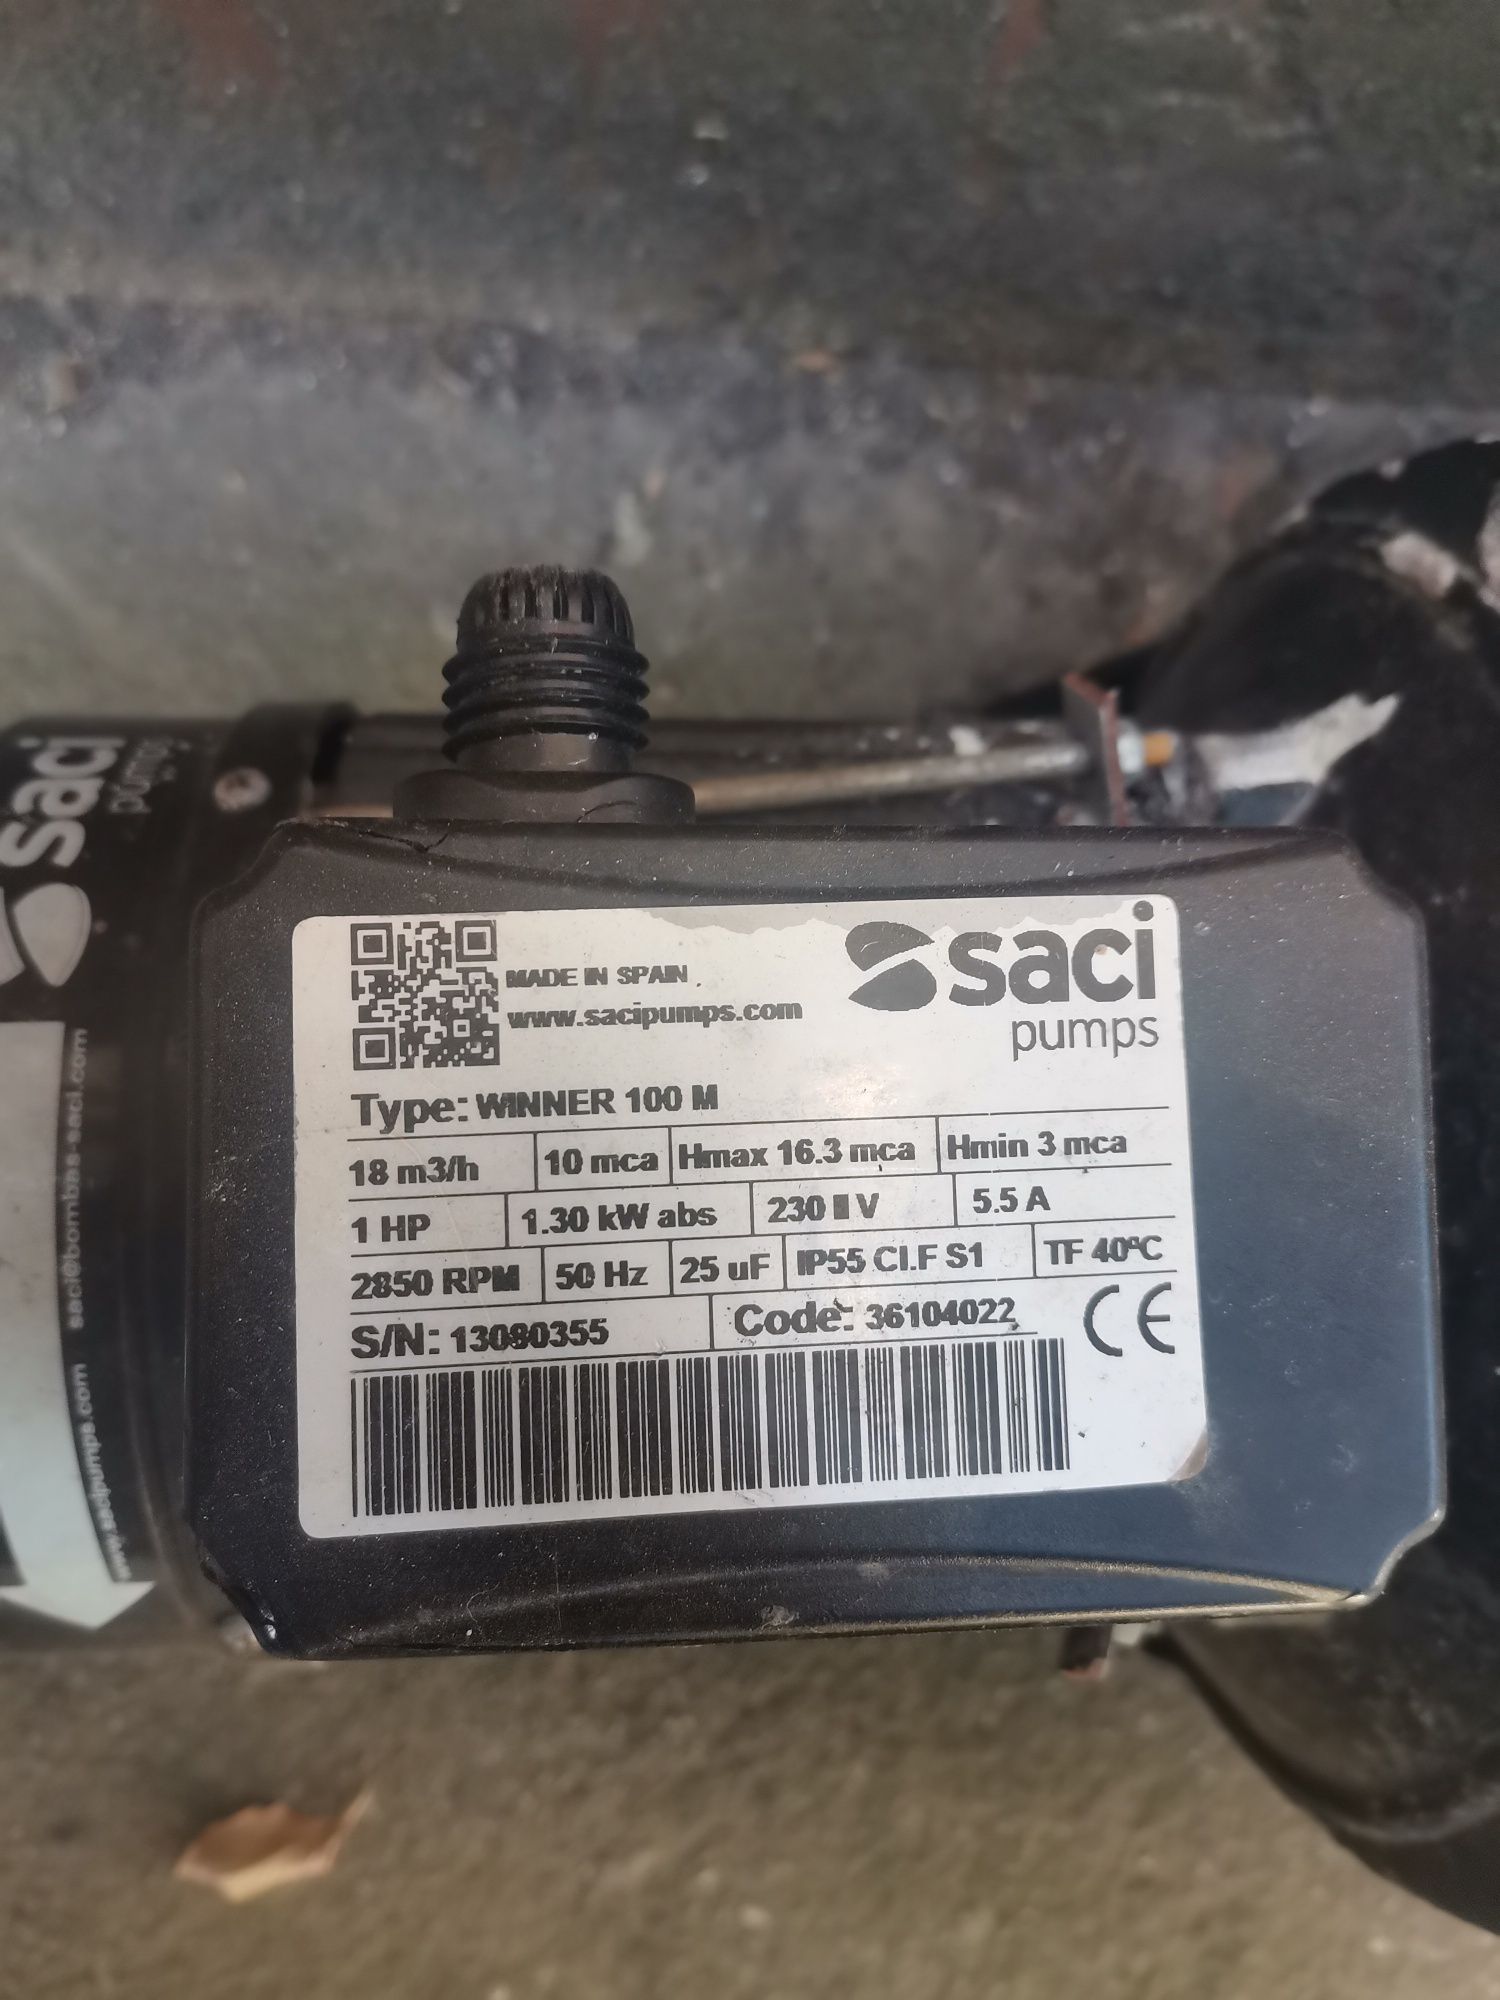 MADE IN SPAIN
www.sacipumps.com
saci
pumps
Type: WINNER 100 M
18 m3/h 10 mca Hmax 16.3 mca Hmin 3 mca
1 HP 1.30 kW abs 230 V 5.5 A
2850 RPM 50 Hz 25 uF IP55 Cl.F S1 TF 40ºC
S/N: 13080355 Code: 36104022 CE
saci
pumps
saci@bombas-saci.com
www.sacipumps.com